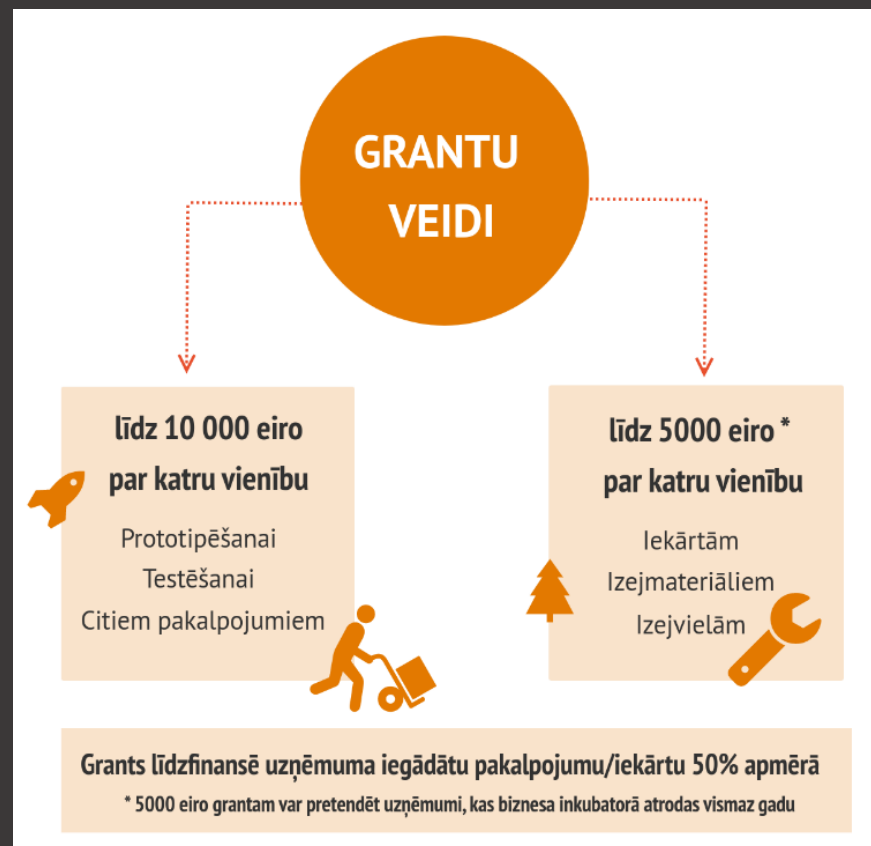 GRANTU
VEIDI
līdz 10 000 eiro
par katru vienību
Prototipēšanai
Testēšanai
Citiem pakalpojumiem
līdz 5000 eiro *
par katru vienību
Iekārtām
Izejmateriāliem
Izejvielām
Grants līdzfinansē uzņēmuma iegādātu pakalpojumu/iekārtu 50% apmērā
* 5000 eiro grantam var pretendēt uzņēmumi, kas biznesa inkubatorā atrodas vismaz gadu